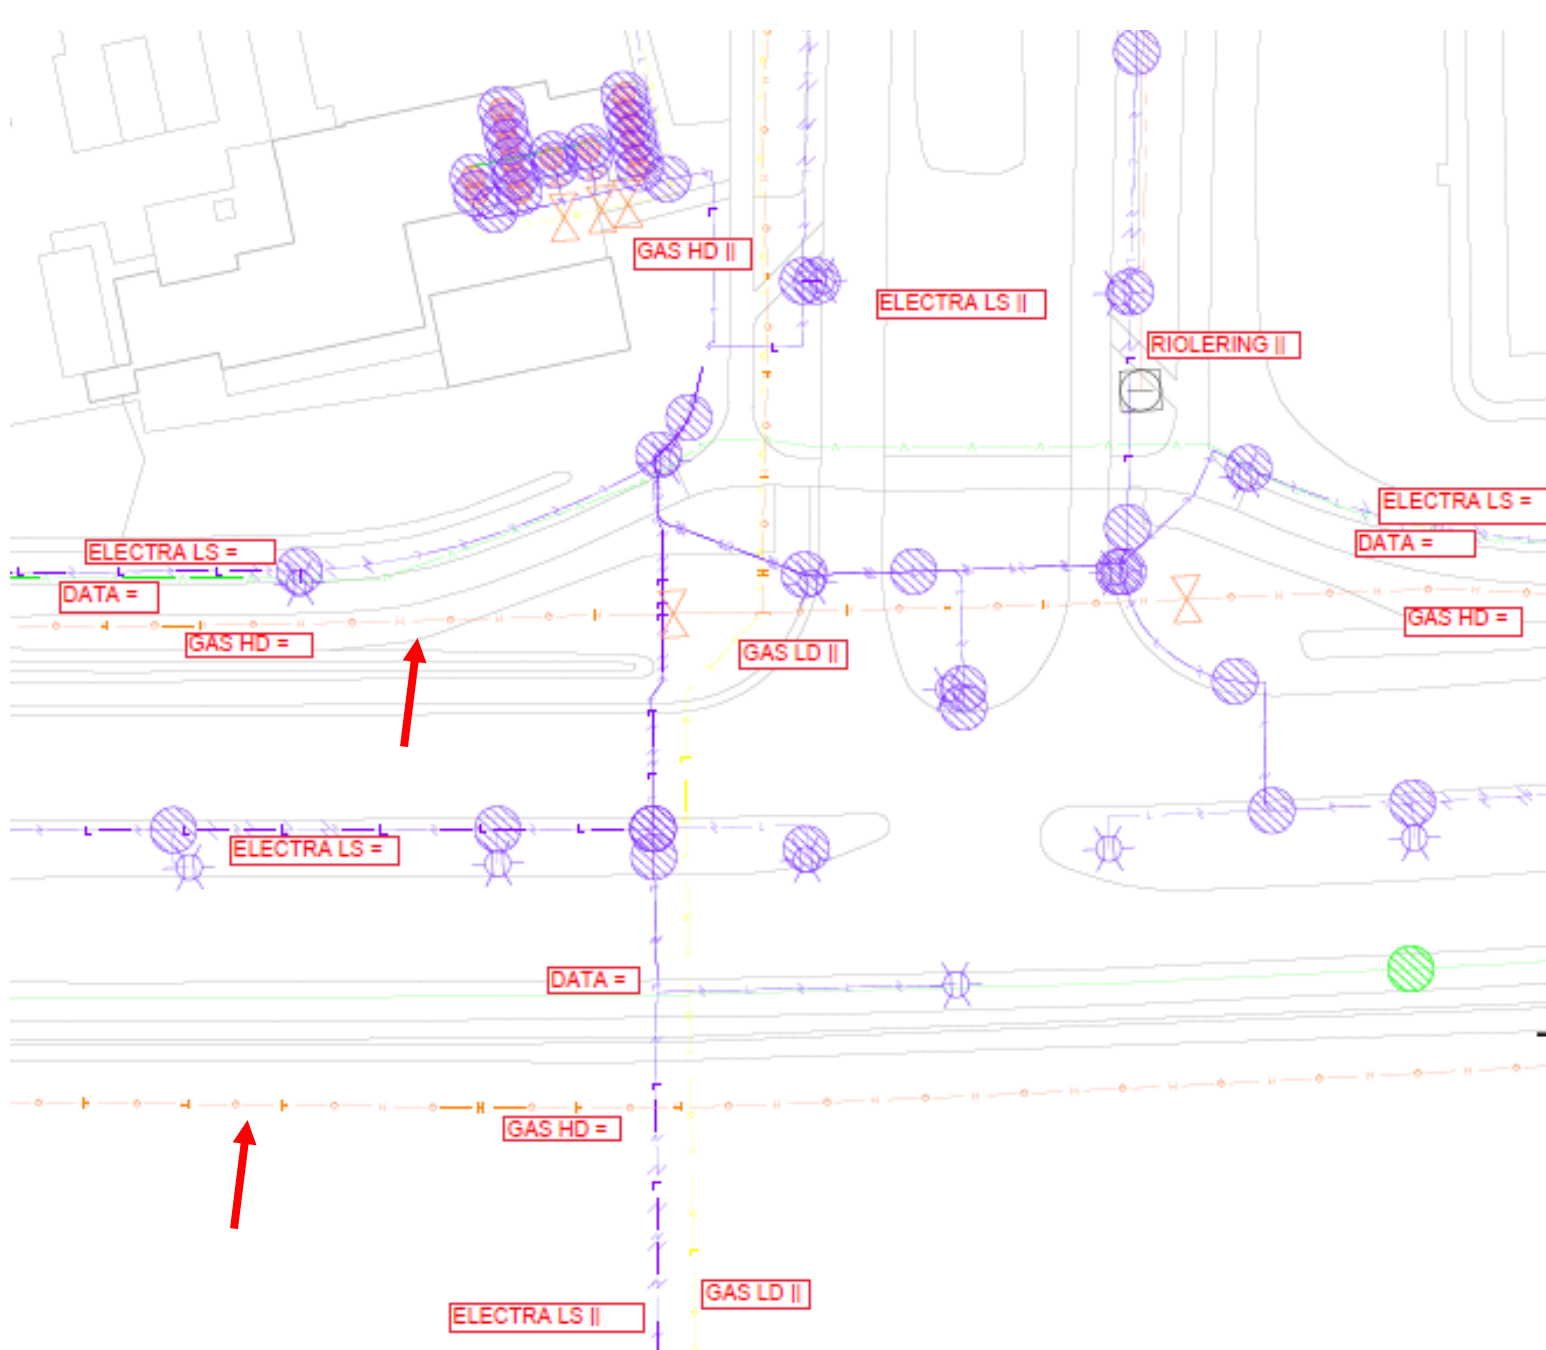 GAS HD ||
ELECTRA LS ||
RIOLERING ||
ELECTRA LS =
DATA =
ELECTRA LS =
DATA =
GAS HD =
GAS HD =
GAS LD ||
ELECTRA LS =
DATA =
GAS HD =
GAS LD ||
ELECTRA LS ||